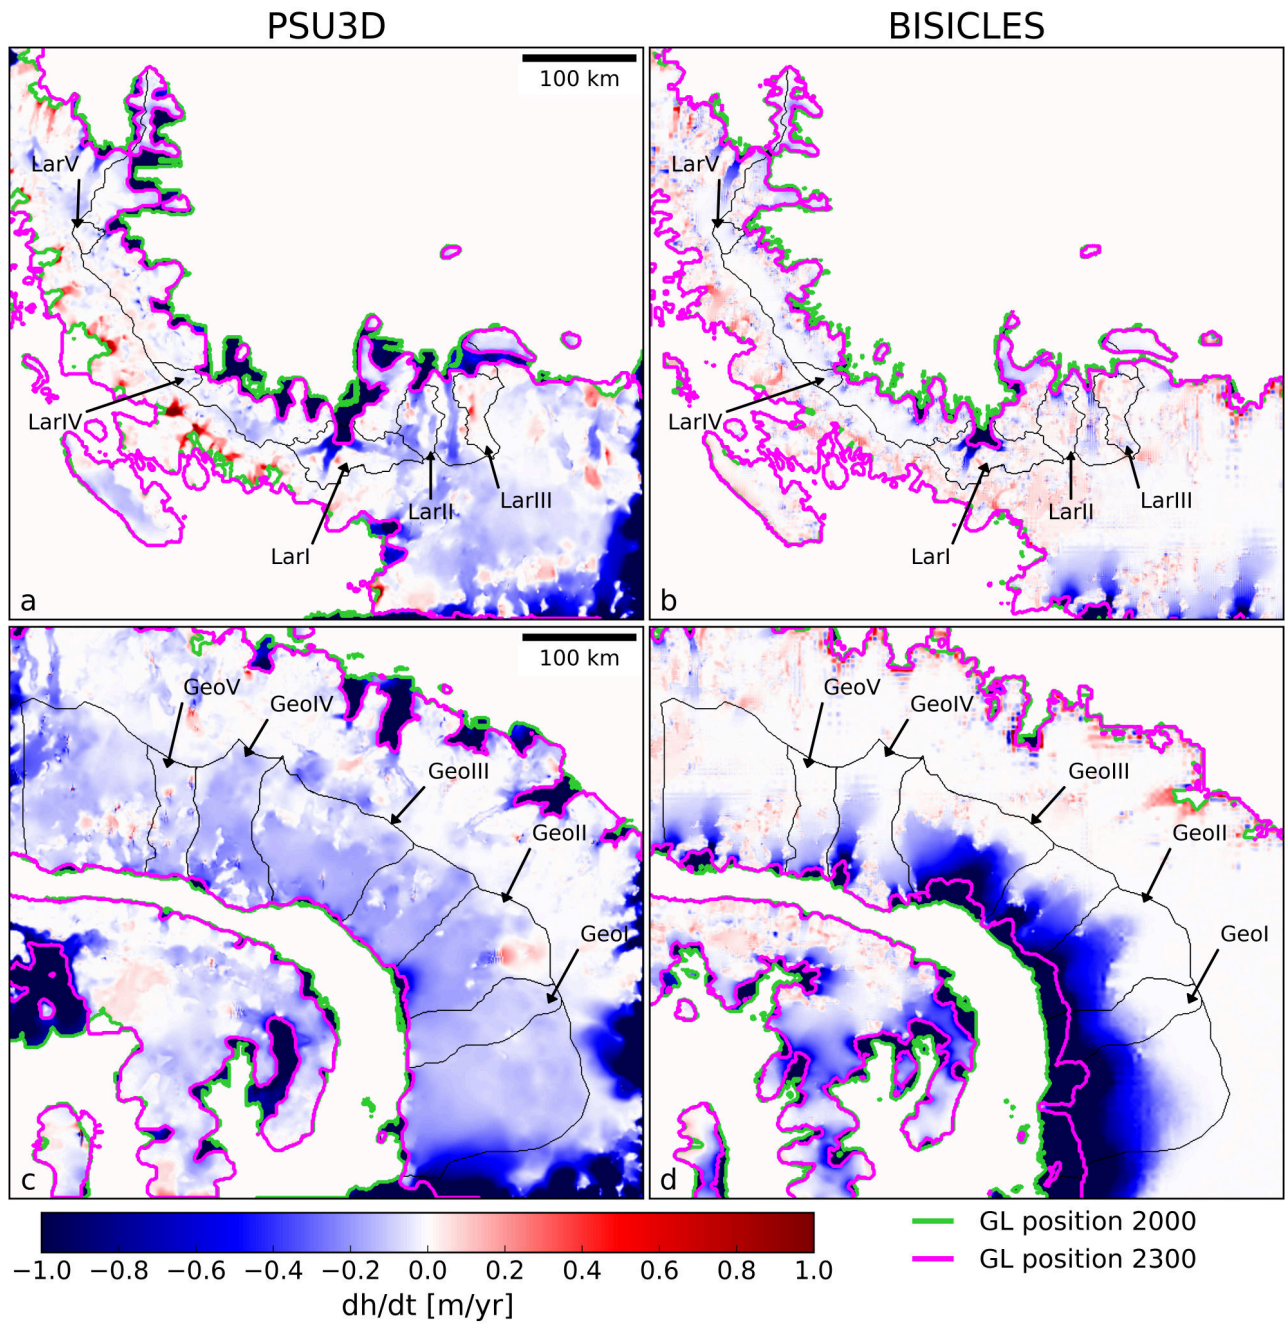 PSU3D
BISICLES
100 km
LarV
LarV
LarIV
LarIV
LarII
LarIII
LarI
LarII
LarIII
LarI
a
b
100 km
GeoV
GeoIV
GeoIII
GeoII
GeoI
GeoV
GeoIV
GeoIII
GeoII
GeoI
c
d
−1.0 −0.8 −0.6 −0.4 −0.2 0.0 0.2 0.4 0.6 0.8 1.0
dh/dt [m/yr]
GL position 2000
GL position 2300